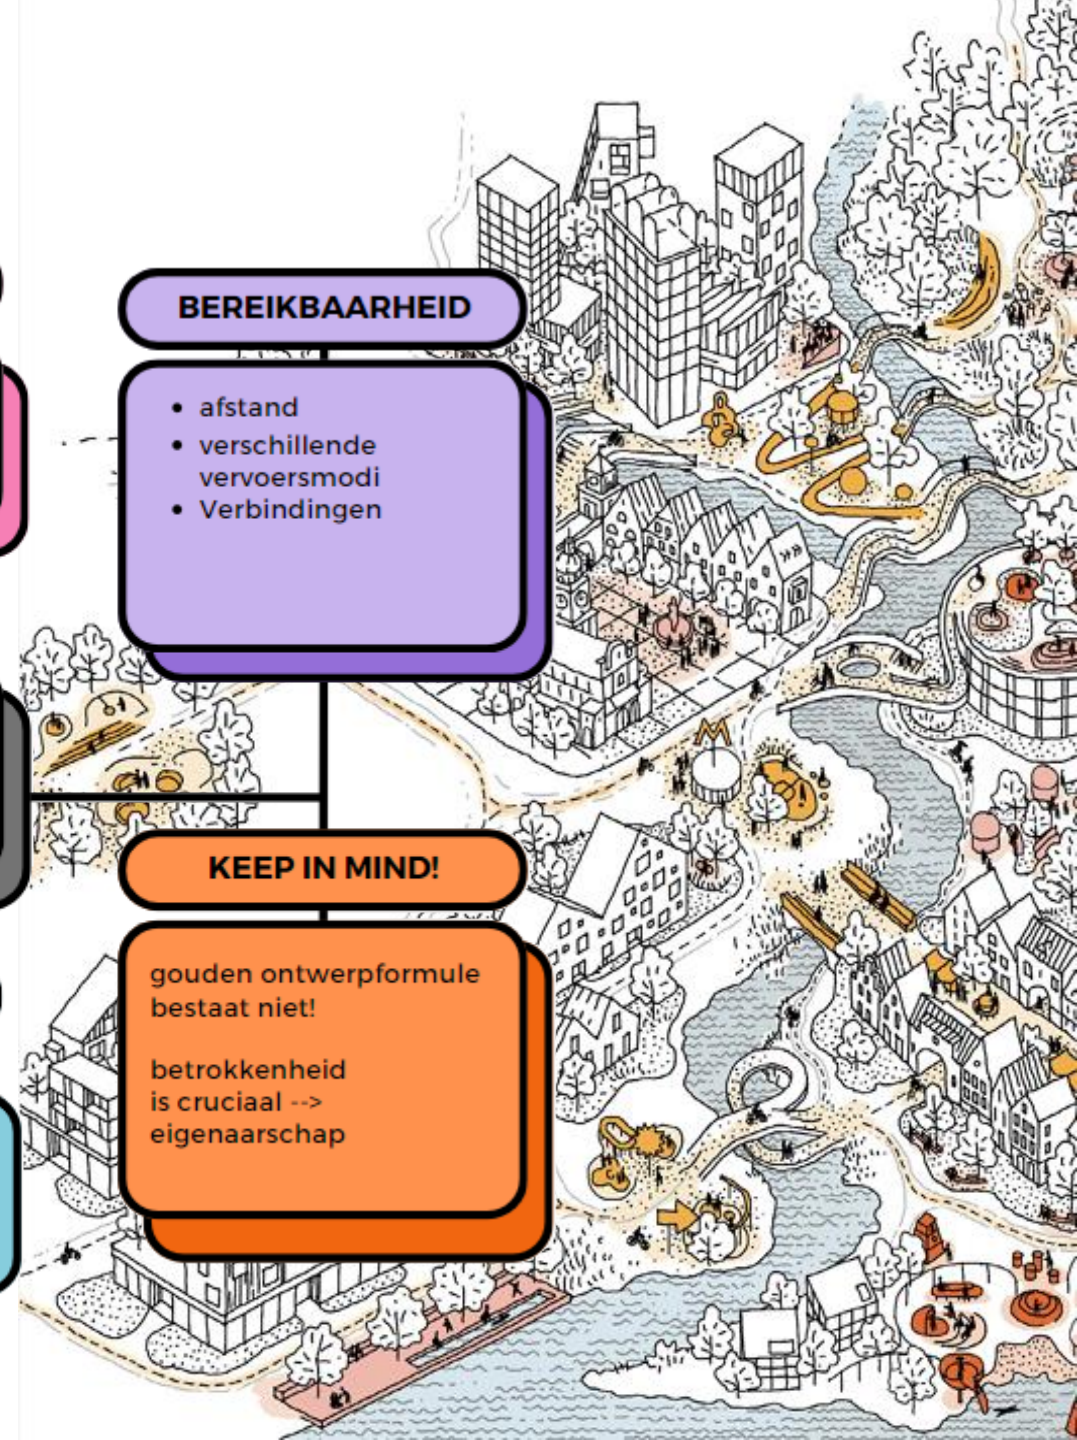 BEREIKBAARHEID
• afstand
• verschillende
vervoersmodi
• Verbindingen
KEEP IN MIND!
gouden ontwerpformule
bestaat niet!
betrokkenheid
is cruciaal -->
eigenaarschap
M